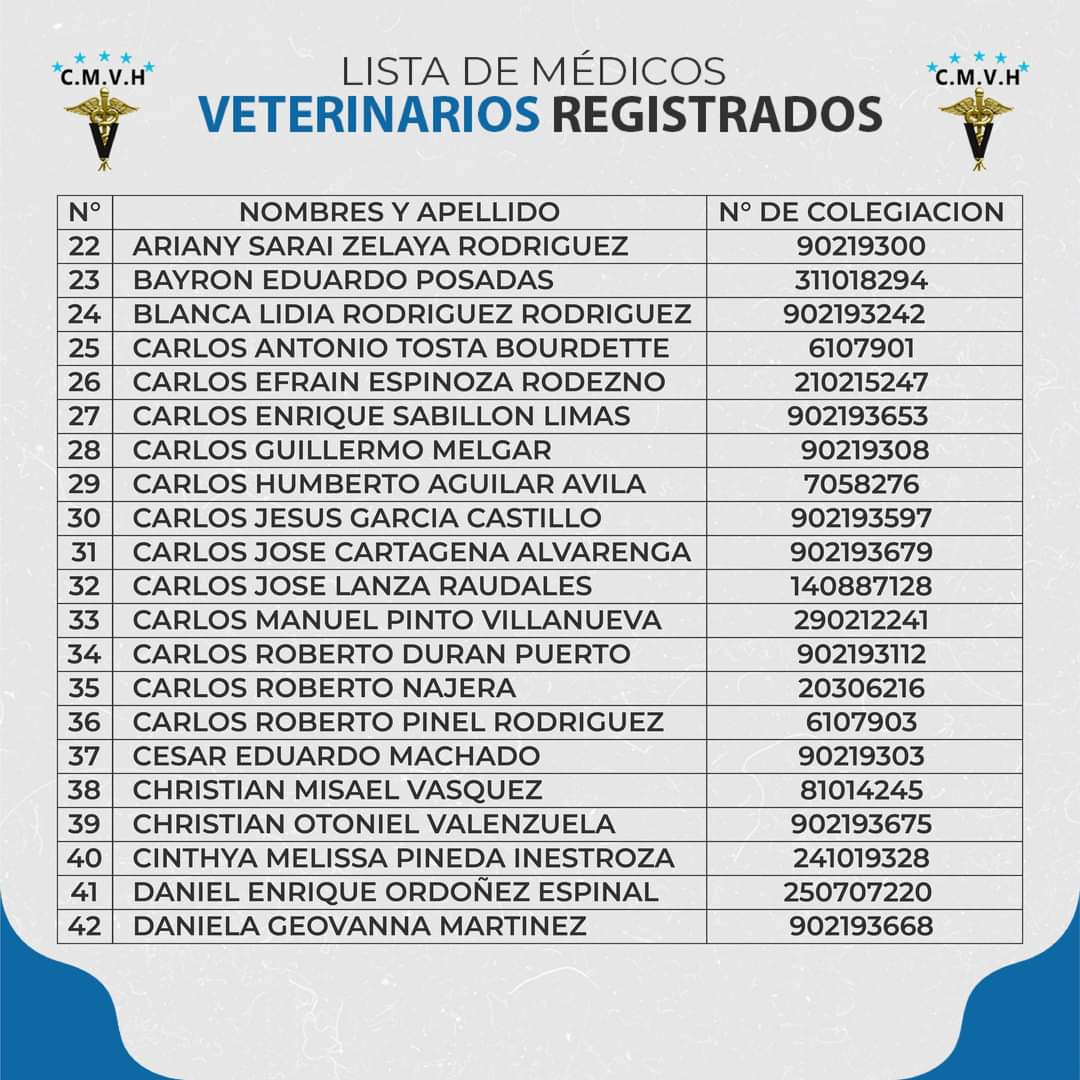 C.M.V.H
LISTA DE MÉDICOS
VETERINARIOS REGISTRADOS
C.M.V.H
N° NOMBRES Y APELLIDO N° DE COLEGIACION
22 ARIANY SARAI ZELAYA RODRIGUEZ 90219300
23 BAYRON EDUARDO POSADAS 311018294
24 BLANCA LIDIA RODRIGUEZ RODRIGUEZ 902193242
25 CARLOS ANTONIO TOSTA BOURDETTE 6107901
26 CARLOS EFRAIN ESPINOZA RODEZNO 210215247
27 CARLOS ENRIQUE SABILLON LIMAS 902193653
28 CARLOS GUILLERMO MELGAR 90219308
29 CARLOS HUMBERTO AGUILAR AVILA 7058276
30 CARLOS JESUS GARCIA CASTILLO 902193597
31 CARLOS JOSE CARTAGENA ALVARENGA 902193679
32 CARLOS JOSE LANZA RAUDALES 140887128
33 CARLOS MANUEL PINTO VILLANUEVA 290212241
34 CARLOS ROBERTO DURAN PUERTO 902193112
35 CARLOS ROBERTO NAJERA 20306216
36 CARLOS ROBERTO PINEL RODRIGUEZ 6107903
37 CESAR EDUARDO MACHADO 90219303
38 CHRISTIAN MISAEL VASQUEZ 81014245
39 CHRISTIAN OTONIEL VALENZUELA 902193675
40 CINTHYA MELISSA PINEDA INESTROZA 241019328
41 DANIEL ENRIQUE ORDOÑEZ ESPINAL 250707220
42 DANIELA GEOVANNA MARTINEZ 902193668